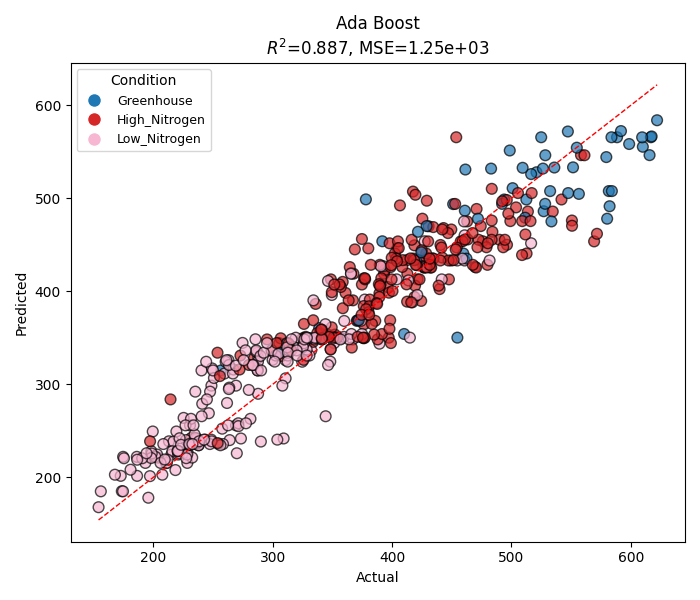 Ada Boost
R²=0.887, MSE=1.25e+03
Condition
Greenhouse
High_Nitrogen
Low_Nitrogen
600
500
400
300
200
Predicted
200 300 400 500 600
Actual